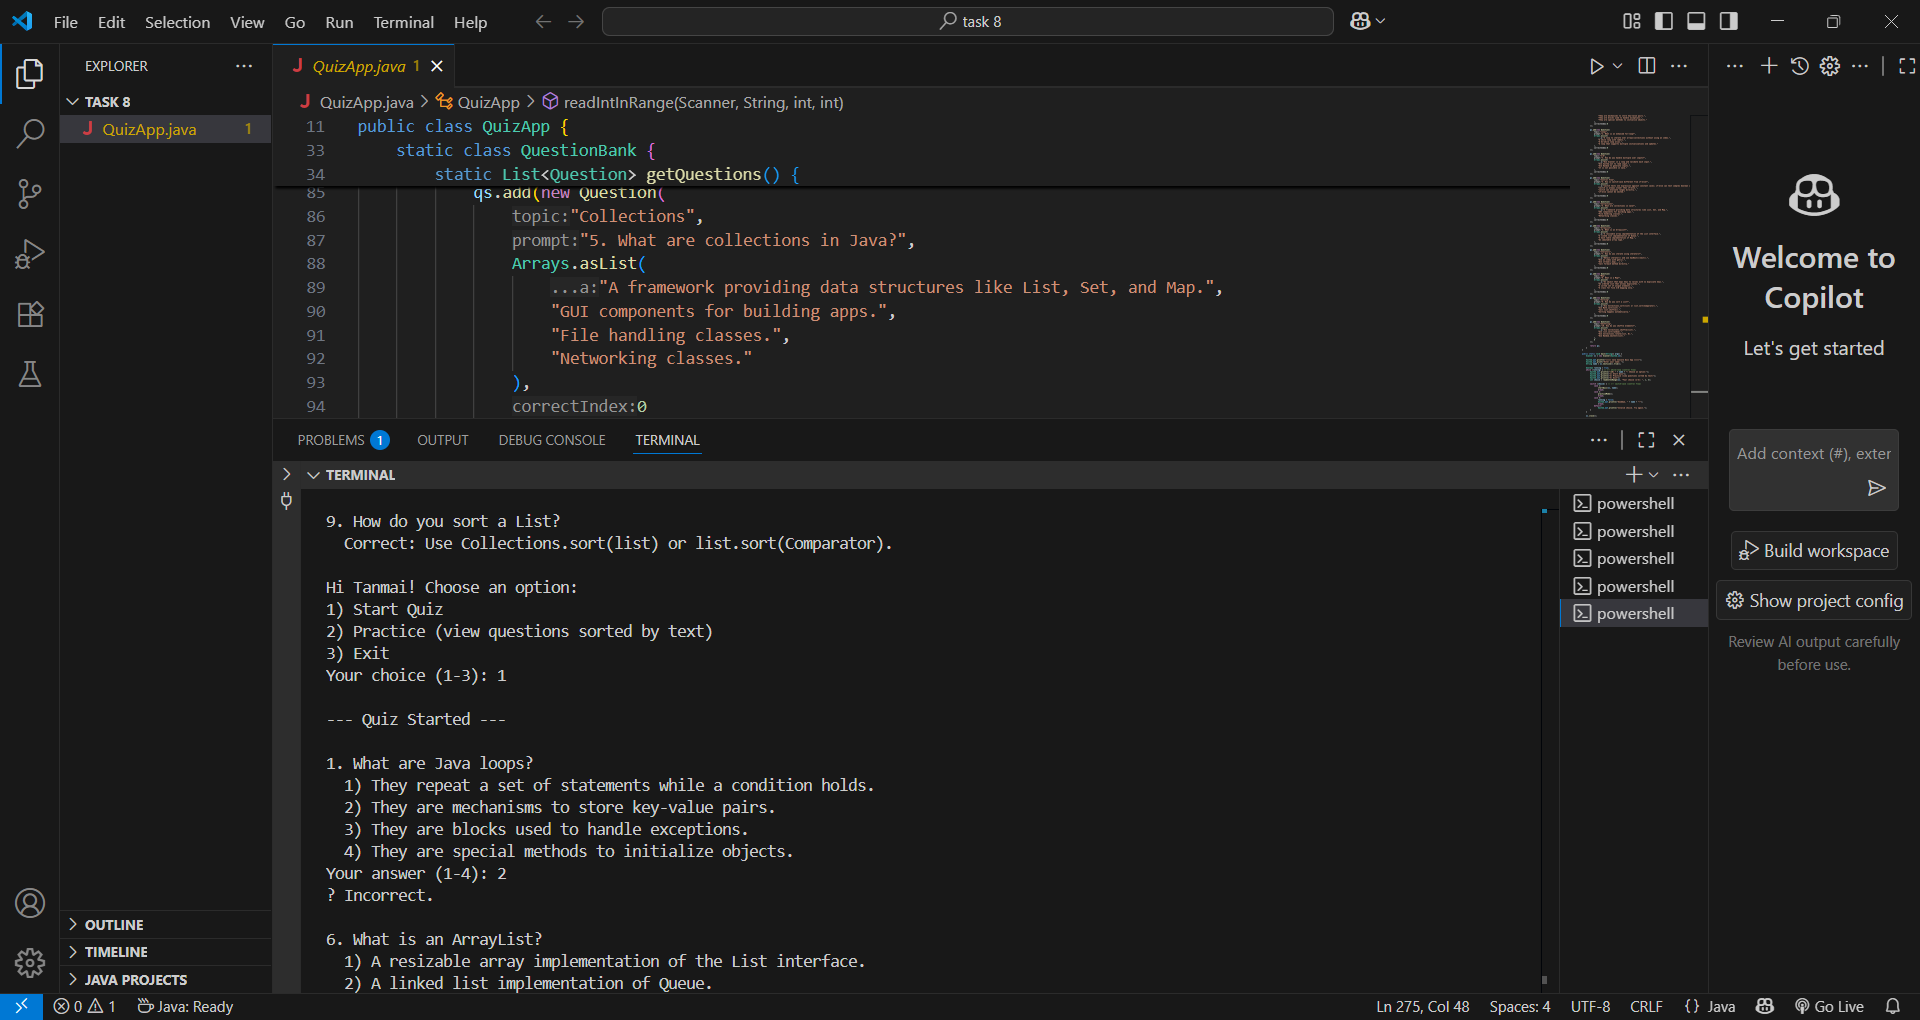 File Edit Selection View Go Run Terminal Help
task 8
EXPLORER
TASK 8
J QuizApp.java 1
OUTLINE
TIMELINE
JAVA PROJECTS
J QuizApp.java 1
J QuizApp.java > QuizApp > readIntInRange(Scanner, String, int, int)
11 public class QuizApp {
33 static class QuestionBank {
34 static List<Question> getQuestions() {
85 qs.add(new Question(
86 topic:"Collections",
87 prompt:"5. What are collections in Java?",
88 Arrays.asList(
89 ...a:"A framework providing data structures like List, Set, and Map.",
90 "GUI components for building apps.",
91 "File handling classes.",
92 "Networking classes."
93 ),
94 correctIndex:0
PROBLEMS 1 OUTPUT DEBUG CONSOLE TERMINAL
TERMINAL
9. How do you sort a List?
Correct: Use Collections.sort(list) or list.sort(Comparator).
Hi Tanmai! Choose an option:
1) Start Quiz
2) Practice (view questions sorted by text)
3) Exit
Your choice (1-3): 1
--- Quiz Started ---
1. What are Java loops?
1) They repeat a set of statements while a condition holds.
2) They are mechanisms to store key-value pairs.
3) They are blocks used to handle exceptions.
4) They are special methods to initialize objects.
Your answer (1-4): 2
? Incorrect.
6. What is an ArrayList?
1) A resizable array implementation of the List interface.
2) A linked list implementation of Queue.
powershell
powershell
powershell
powershell
powershell
Welcome to
Copilot
Let's get started
Add context (#), exter
Build workspace
Show project config
Review AI output carefully
before use.
0 1 Java: Ready
Ln 275, Col 48 Spaces: 4 UTF-8 CRLF {} Java Go Live